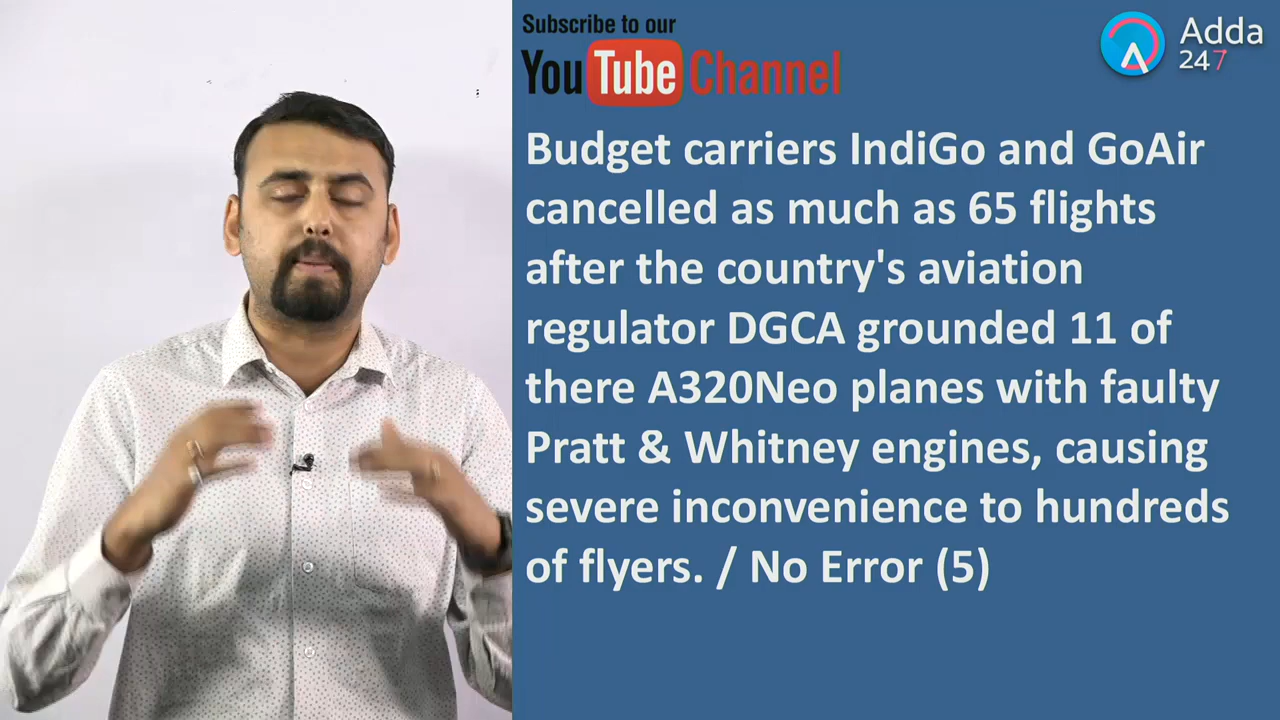 Subscribe to our
YouTube Channel
Adda
247
Budget carriers IndiGo and GoAir
cancelled as much as 65 flights
after the country's aviation
regulator DGCA grounded 11 of
there A320Neo planes with faulty
Pratt & Whitney engines, causing
severe inconvenience to hundreds
of flyers. / No Error (5)